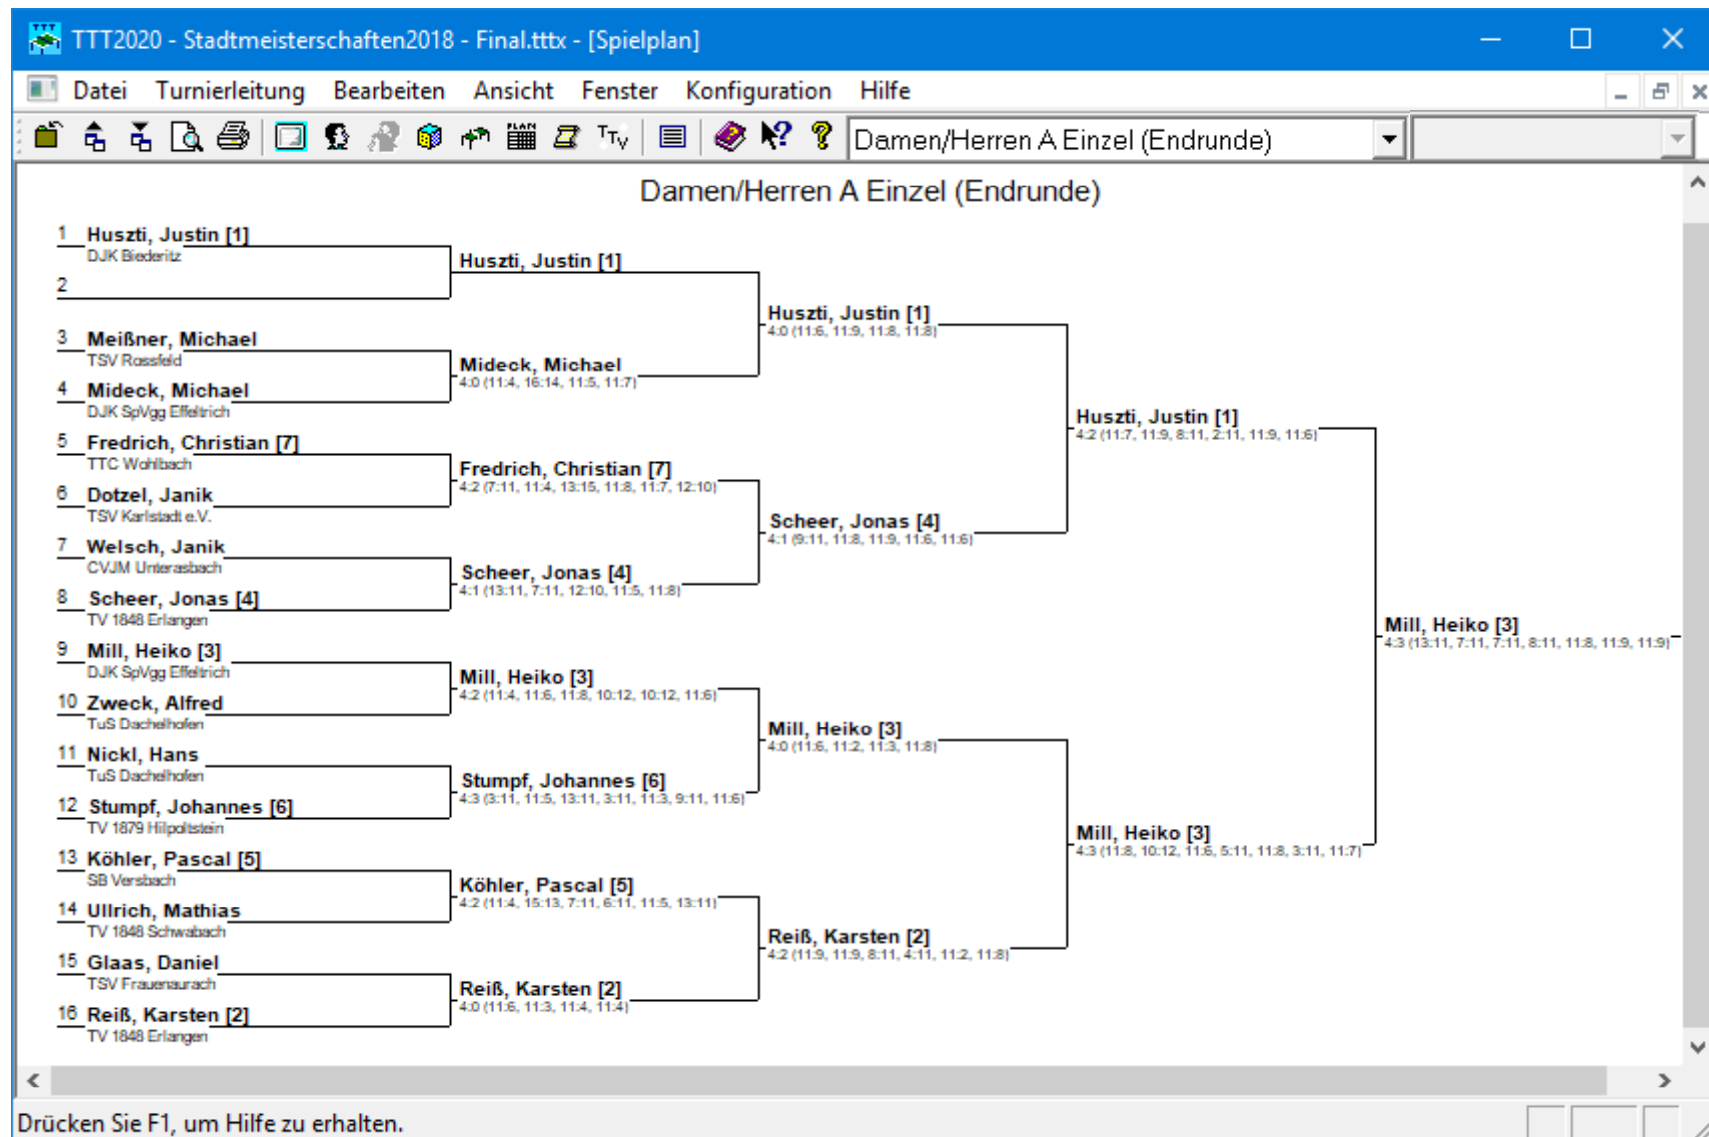 TTT2020 - Stadtmeisterschaften2018 - Final.tttx - [Spielplan]
Datei Turnierleitung Bearbeiten Ansicht Fenster Konfiguration Hilfe
PLAN TTV Damen/Herren A Einzel (Endrunde)
Damen/Herren A Einzel (Endrunde)
1 Huszti, Justin [1]
DJK Biederitz
Huszti, Justin [1]
2
Huszti, Justin [1]
4:0 (11:6, 11:9, 11:8, 11:8)
3 Meißner, Michael
TSV Rossfeld
Mideck, Michael
4:0 (11:4, 16:14, 11:5, 11:7)
4 Mideck, Michael
DJK SpVgg Effeltrich
Huszti, Justin [1]
4:2 (11:7, 11:9, 8:11, 2:11, 11:9, 11:6)
5 Fredrich, Christian [7]
TTC Wohlbach
Fredrich, Christian [7]
4:2 (7:11, 11:4, 13:15, 11:8, 11:7, 12:10)
6 Dotzel, Janik
TSV Karlstadt e.V.
Scheer, Jonas [4]
4:1 (9:11, 11:8, 11:9, 11:6, 11:6)
7 Welsch, Janik
CVJM Unterasbach
Scheer, Jonas [4]
4:1 (13:11, 7:11, 12:10, 11:5, 11:8)
8 Scheer, Jonas [4]
TV 1848 Erlangen
Mill, Heiko [3]
4:3 (13:11, 7:11, 7:11, 8:11, 11:8, 11:9, 11:9)
9 Mill, Heiko [3]
DJK SpVgg Effeltrich
Mill, Heiko [3]
4:2 (11:4, 11:6, 11:8, 10:12, 10:12, 11:6)
10 Zweck, Alfred
TuS Dachelhofen
Mill, Heiko [3]
4:0 (11:6, 11:2, 11:3, 11:8)
11 Nickl, Hans
TuS Dachelhofen
Stumpf, Johannes [6]
4:3 (3:11, 11:5, 13:11, 3:11, 11:3, 9:11, 11:6)
12 Stumpf, Johannes [6]
TV 1879 Hilpoltstein
Mill, Heiko [3]
4:3 (11:8, 10:12, 11:6, 5:11, 11:8, 3:11, 11:7)
13 Köhler, Pascal [5]
SB Versbach
Köhler, Pascal [5]
4:2 (11:4, 15:13, 7:11, 6:11, 11:5, 13:11)
14 Ullrich, Mathias
TV 1848 Schwabach
Reiß, Karsten [2]
4:2 (11:9, 11:9, 8:11, 4:11, 11:2, 11:8)
15 Glaas, Daniel
TSV Frauenaurach
Reiß, Karsten [2]
4:0 (11:6, 11:3, 11:4, 11:4)
16 Reiß, Karsten [2]
TV 1848 Erlangen
Drücken Sie F1, um Hilfe zu erhalten.